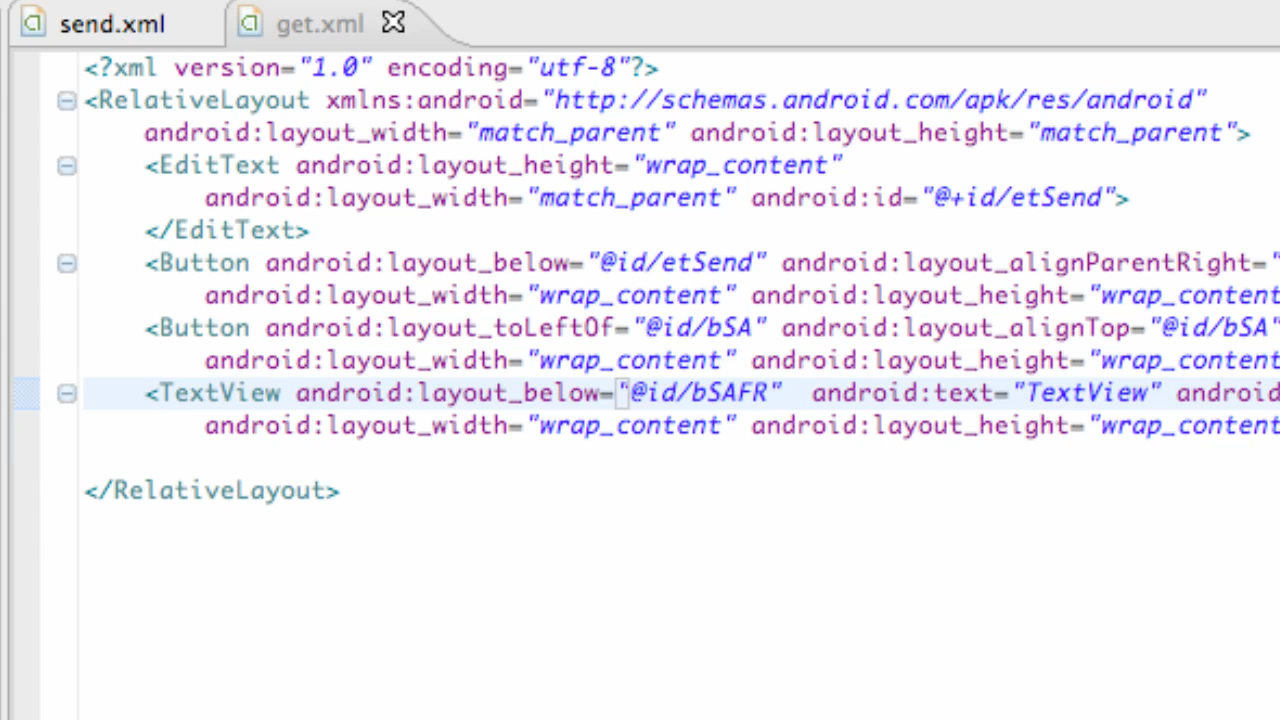 send.xml get.xml
<?xml version="1.0" encoding="utf-8"?>
<RelativeLayout xmlns:android="http://schemas.android.com/apk/res/android"
android:layout_width="match_parent" android:layout_height="match_parent">
<EditText android:layout_height="wrap_content"
android:layout_width="match_parent" android:id="@+id/etSend">
</EditText>
<Button android:layout_below="@id/etSend" android:layout_alignParentRight="
android:layout_width="wrap_content" android:layout_height="wrap_content
<Button android:layout_toLeftOf="@id/bSA" android:layout_alignTop="@id/bSA"
android:layout_width="wrap_content" android:layout_height="wrap_content
<TextView android:layout_below="@id/bSAFR"  android:text="TextView" android
android:layout_width="wrap_content" android:layout_height="wrap_content
</RelativeLayout>